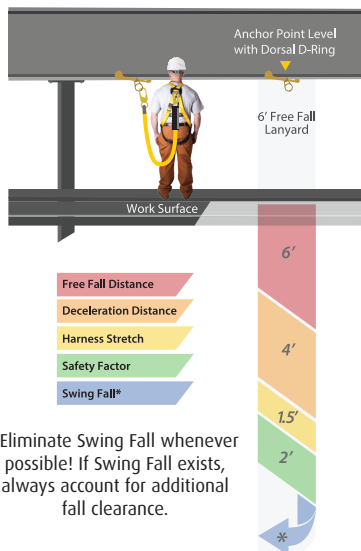 Anchor Point Level
with Dorsal D-Ring
6’ Free Fall
Lanyard
Work Surface
6’
Free Fall Distance
Deceleration Distance
4’
Harness Stretch
Safety Factor
1.5’
Swing Fall*
2’
Eliminate Swing Fall whenever
possible! If Swing Fall exists,
always account for additional
fall clearance.
*